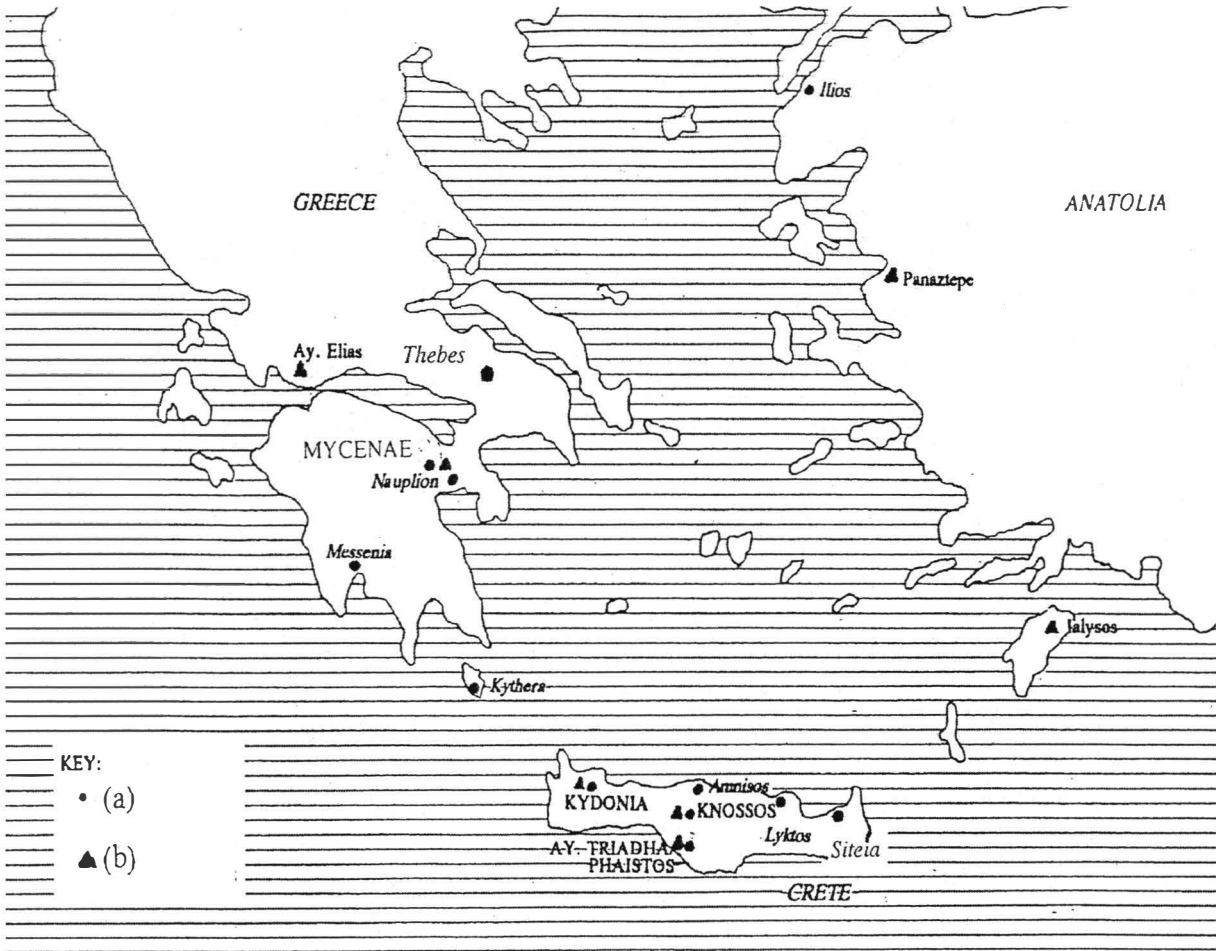 Ilios
GREECE
ANATOLIA
Panaztepe
Ay. Elias
Thebes
MYCENAE
Nauplion
Messenia
Ialysos
Kythera
KEY:
(a)
(b)
Amnisos
KYDONIA
KNOSSOS
Lyktos
AY. TRIADHA
Siteia
PHAISTOS
CRETE